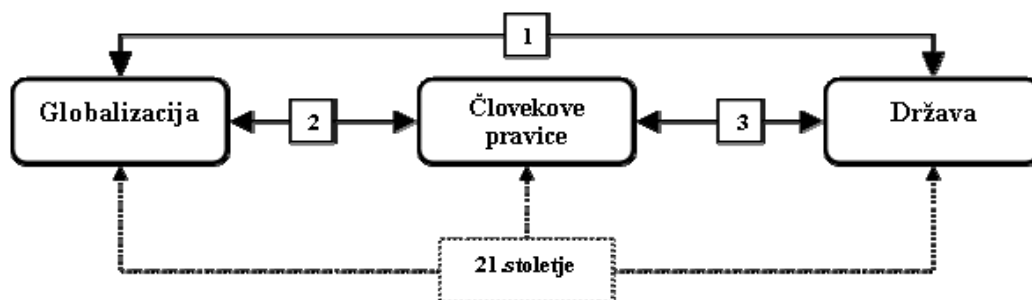 1
Globalizacija
2
Človekove
pravice
3
Država
21.stoletje